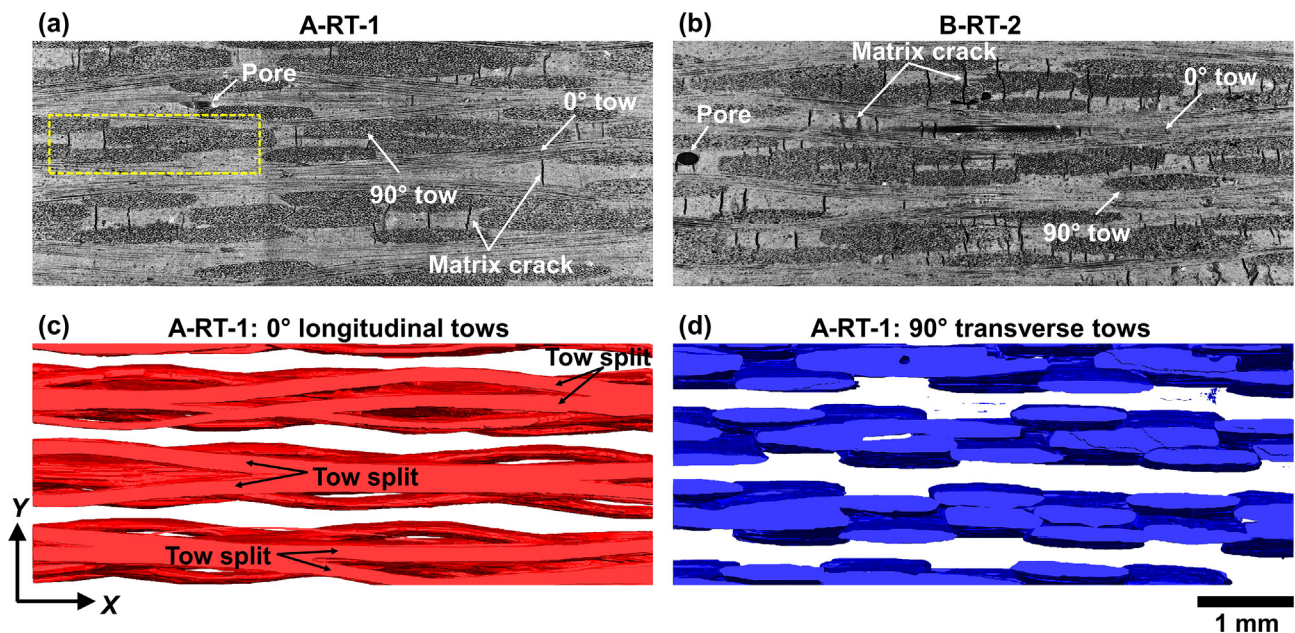 (a) A-RT-1
Pore
0° tow
90° tow
Matrix crack
(b) B-RT-2
Matrix crack
0° tow
Pore
90° tow
(c) A-RT-1: 0° longitudinal tows
Tow split
Tow split
Tow split
Y
X
(d) A-RT-1: 90° transverse tows
1 mm